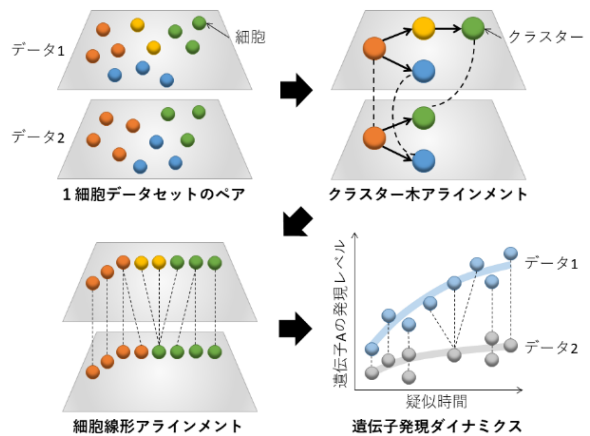 データ1
細胞
データ2
１細胞データセットのペア
クラスター
クラスター木アラインメント
細胞線形アラインメント
遺伝子Aの発現レベル
データ1
データ2
疑似時間
遺伝子発現ダイナミクス